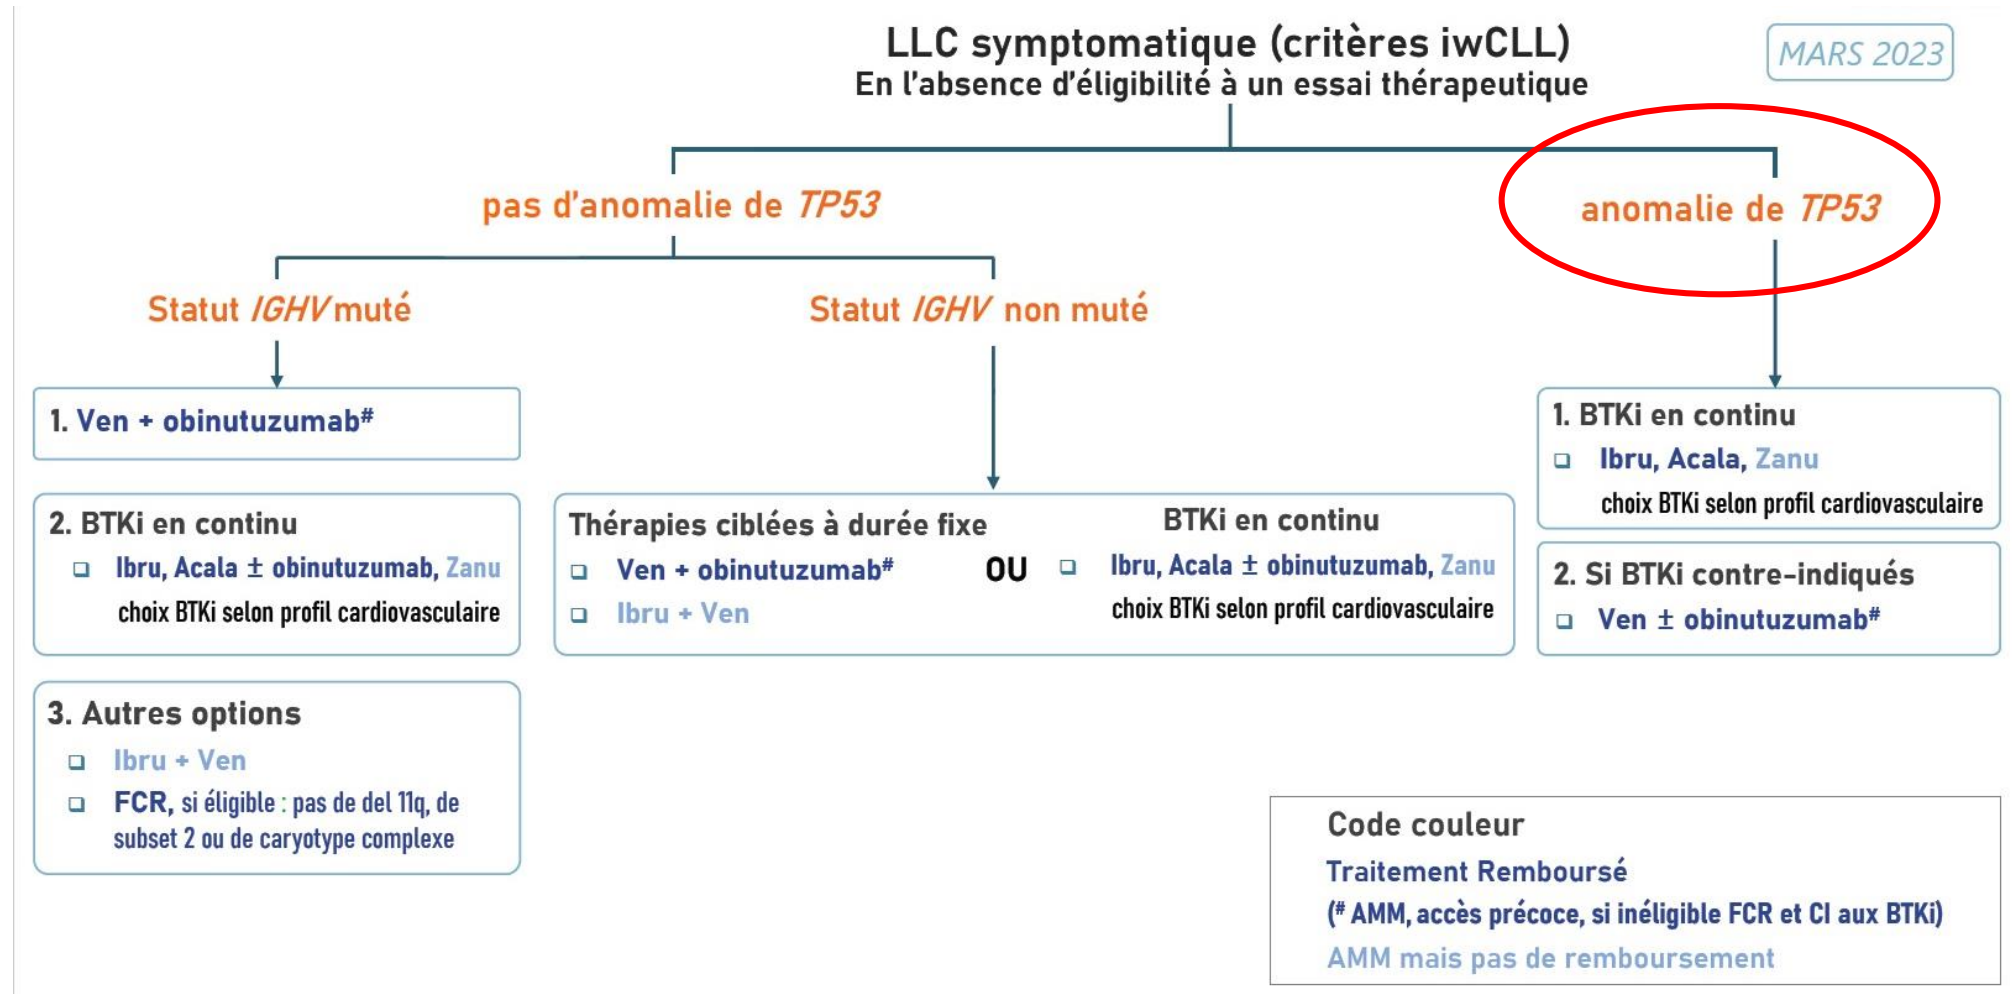 LLC symptomatique (critères iwCLL)
En l'absence d'éligibilité à un essai thérapeutique
MARS 2023
pas d'anomalie de TP53
anomalie de TP53
Statut IGHV muté
Statut IGHV non muté
1. Ven + obinutuzumab#
2. BTKi en continu
❑ Ibru, Acala ± obinutuzumab, Zanu
choix BTKi selon profil cardiovasculaire
3. Autres options
❑ Ibru + Ven
❑ FCR, si éligible : pas de del 11q, de
subset 2 ou de caryotype complexe
Thérapies ciblées à durée fixe
❑ Ven + obinutuzumab#
❑ Ibru + Ven
OU
BTKi en continu
❑ Ibru, Acala ± obinutuzumab, Zanu
choix BTKi selon profil cardiovasculaire
1. BTKi en continu
❑ Ibru, Acala, Zanu
choix BTKi selon profil cardiovasculaire
2. Si BTKi contre-indiqués
❑ Ven ± obinutuzumab#
Code couleur
Traitement Remboursé
(# AMM, accès précoce, si inéligible FCR et CI aux BTKi)
AMM mais pas de remboursement